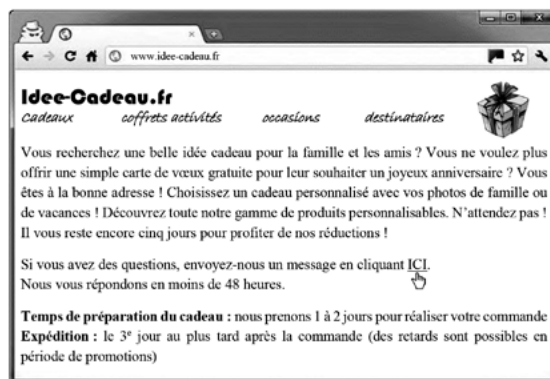 www.idee-cadeau.fr
Idee-Cadeau.fr
cadeaux coffrets activités occasions destinataires
Vous recherchez une belle idée cadeau pour la famille et les amis ? Vous ne voulez plus
offrir une simple carte de vœux gratuite pour leur souhaiter un joyeux anniversaire ? Vous
êtes à la bonne adresse ! Choisissez un cadeau personnalisé avec vos photos de famille ou
de vacances ! Découvrez toute notre gamme de produits personnalisables. N'attendez pas !
Il vous reste encore cinq jours pour profiter de nos réductions !
Si vous avez des questions, envoyez-nous un message en cliquant ICI.
Nous vous répondons en moins de 48 heures.
Temps de préparation du cadeau : nous prenons 1 à 2 jours pour réaliser votre commande
Expédition : le 3e jour au plus tard après la commande (des retards sont possibles en
période de promotions)